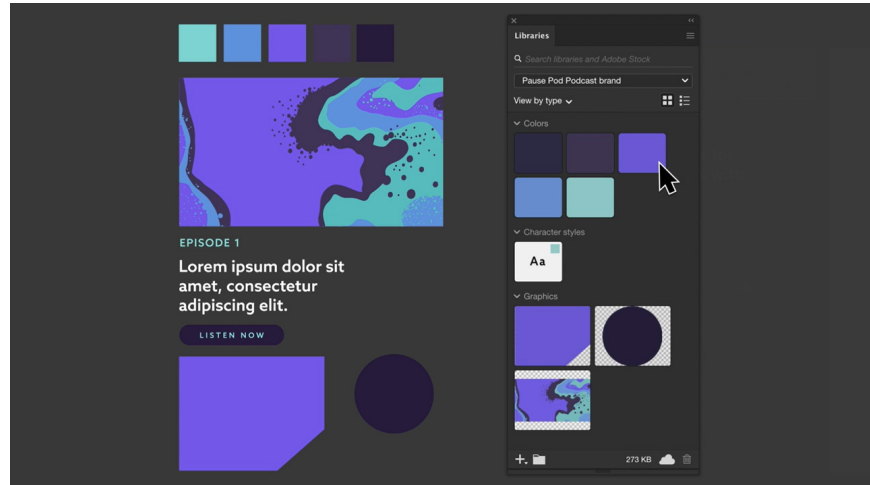 EPISODE 1
Lorem ipsum dolor sit
amet, consectetur
adipiscing elit.
LISTEN NOW
Libraries
Search libraries and Adobe Stock
Pause Pod Podcast brand
View by type
Colors
Character styles
Aa
Graphics
273 KB